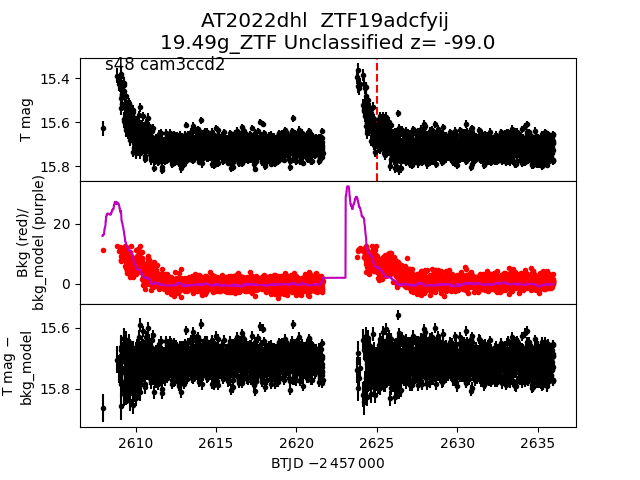 AT2022dhl  ZTF19adcfyij
19.49g_ZTF Unclassified z= -99.0
s48 cam3ccd2
15.4
15.6
15.8
T mag
20
0
Bkg (red)/
bkg_model (purple)
15.6
15.8
T mag −
bkg_model
2610
2615
2620
2625
2630
2635
BTJD −2 457 000